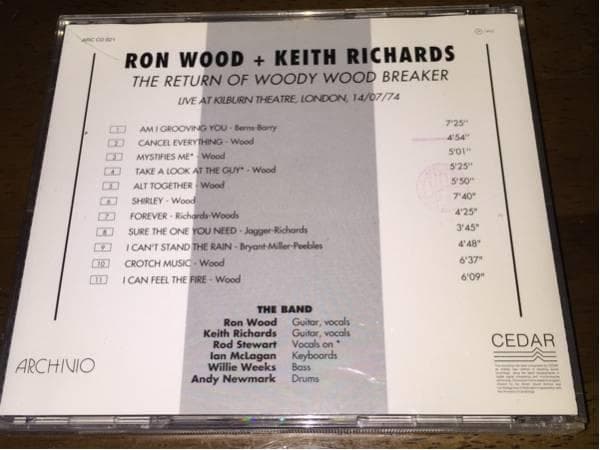 ARC CD 821
RON WOOD + KEITH RICHARDS
THE RETURN OF WOODY WOOD BREAKER
LIVE AT KILBURN THEATRE, LONDON, 14/07/74
1 AM I GROOVING YOU - Berns-Barry 7'25"
2 CANCEL EVERYTHING - Wood 4'54"
3 MYSTIFIES ME* - Wood 5'01"
4 TAKE A LOOK AT THE GUY* - Wood 5'25"
5 ALT TOGETHER - Wood 5'50"
6 SHIRLEY - Wood 7'40"
7 FOREVER - Richards-Woods 4'25"
8 SURE THE ONE YOU NEED - Jagger-Richards 3'45"
9 I CAN'T STAND THE RAIN - Bryant-Miller-Peebles 4'48"
10 CROTCH MUSIC - Wood 6'37"
11 I CAN FEEL THE FIRE - Wood 6'09"
THE BAND
Ron Wood Guitar, vocals
Keith Richards Guitar, vocals
Rod Stewart Vocals on *
Ian McLagan Keyboards
Willie Weeks Bass
Andy Newmark Drums
ARCHIVIO
CEDAR